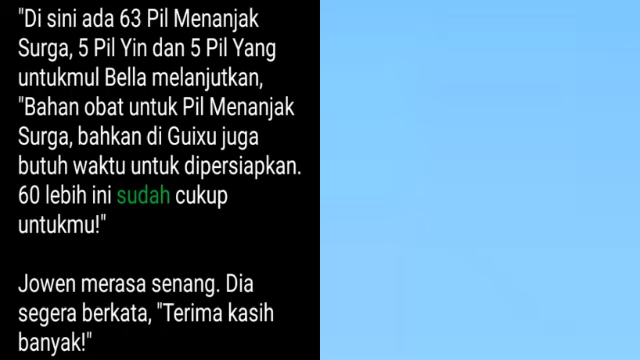 "Di sini ada 63 Pil Menanjak
Surga, 5 Pil Yin dan 5 Pil Yang
untukmul Bella melanjutkan,
"Bahan obat untuk Pil Menanjak
Surga, bahkan di Guixu juga
butuh waktu untuk dipersiapkan.
60 lebih ini sudah cukup
untukmu!"
Jowen merasa senang. Dia
segera berkata, "Terima kasih
banyak!"